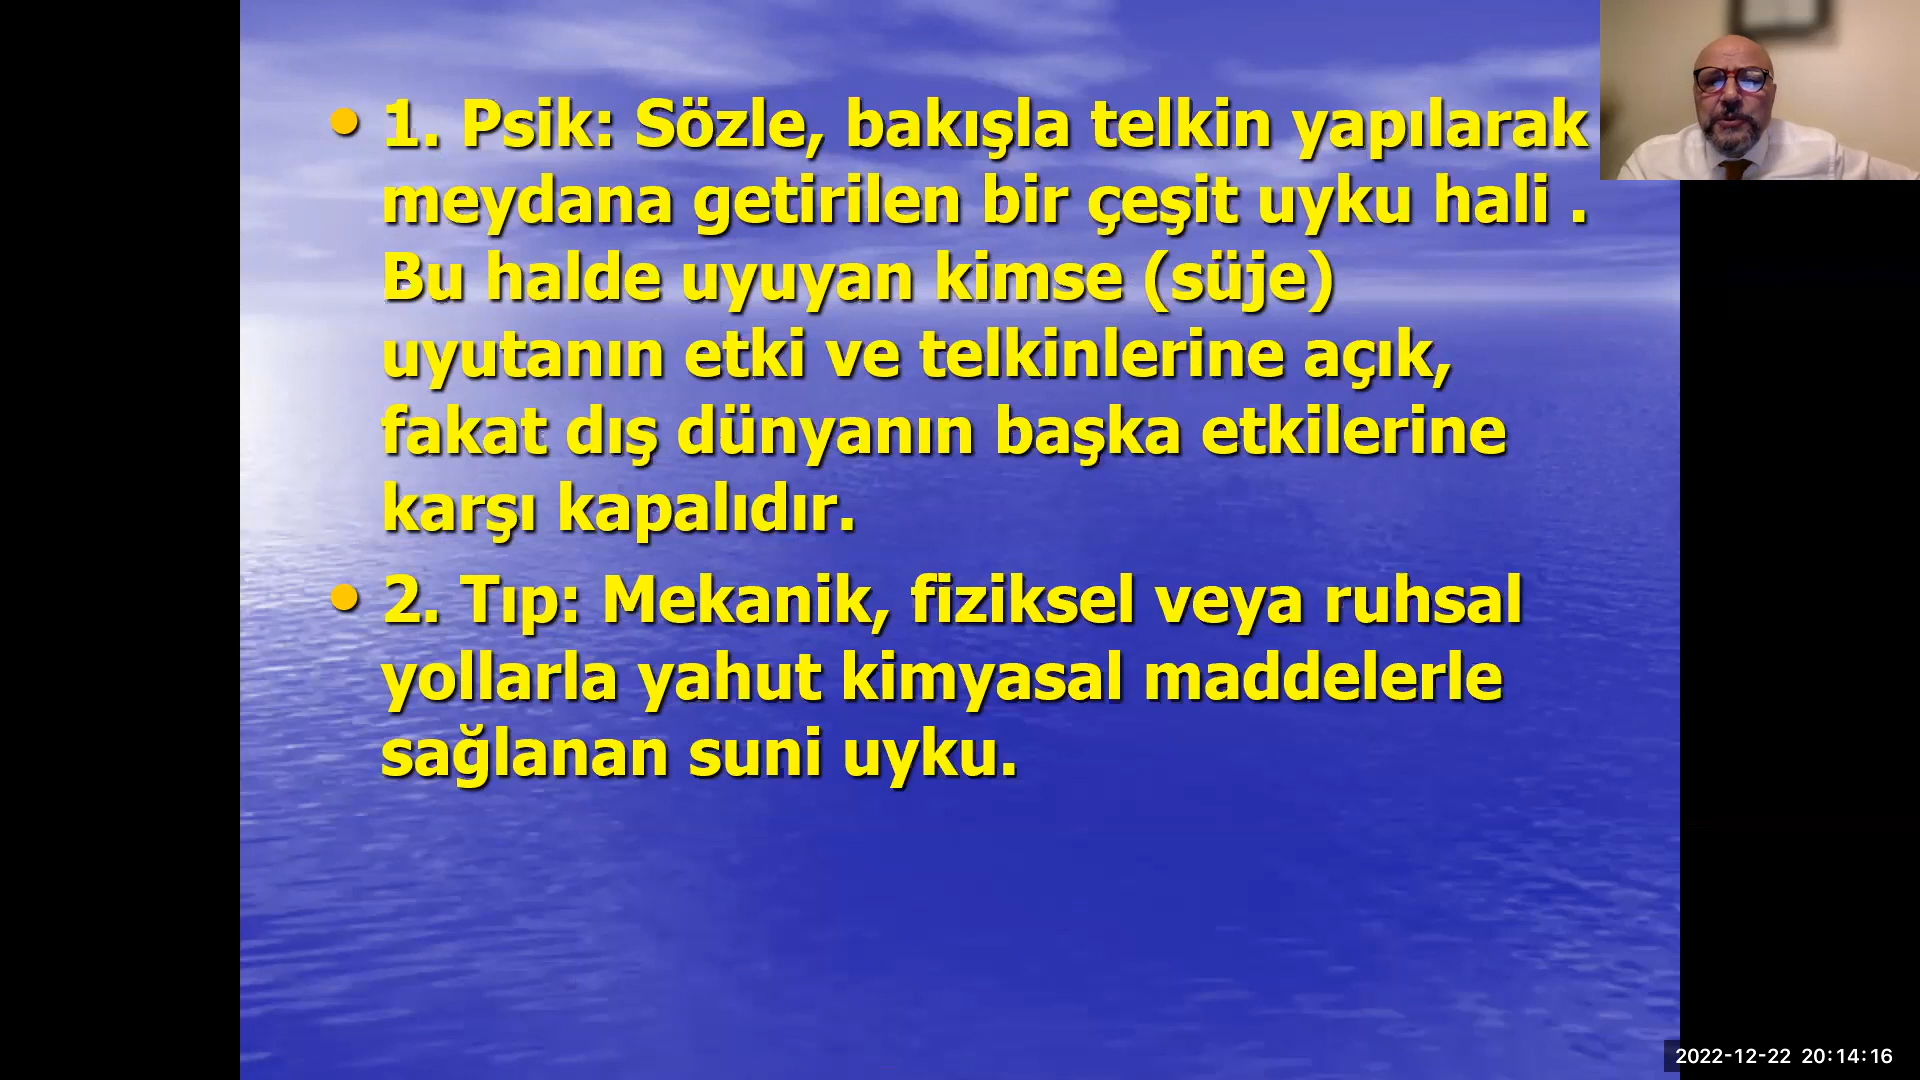 1. Psik: Sözle, bakışla telkin yapılarak
meydana getirilen bir çeşit uyku hali .
Bu halde uyuyan kimse (süje)
uyutanın etki ve telkinlerine açık,
fakat dış dünyanın başka etkilerine
karşı kapalıdır.
2. Tıp: Mekanik, fiziksel veya ruhsal
yollarla yahut kimyasal maddelerle
sağlanan suni uyku.
2022-12-22 20:14:16